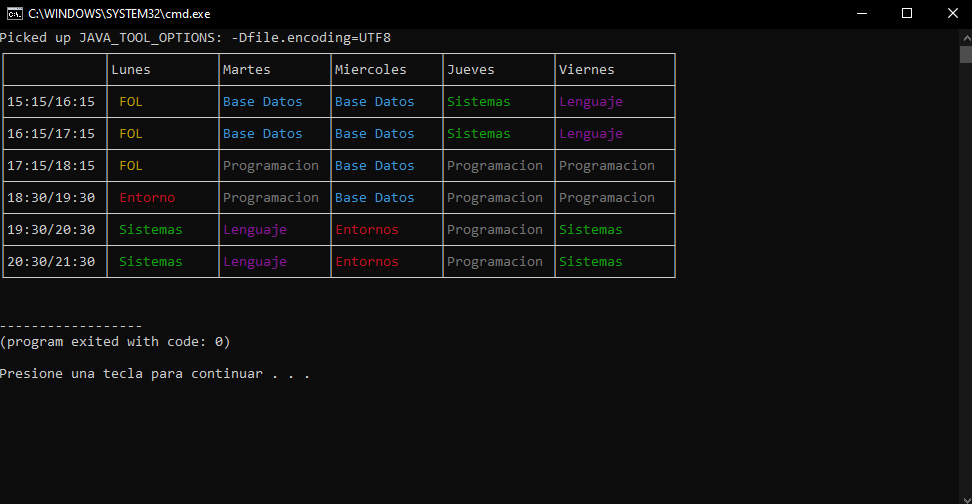 C:\WINDOWS\SYSTEM32\cmd.exe
Picked up JAVA_TOOL_OPTIONS: -Dfile.encoding=UTF8
Lunes Martes Miercoles Jueves Viernes
15:15/16:15 FOL Base Datos Base Datos Sistemas Lenguaje
16:15/17:15 FOL Base Datos Base Datos Sistemas Lenguaje
17:15/18:15 FOL Programacion Base Datos Programacion Programacion
18:30/19:30 Entorno Programacion Base Datos Programacion Programacion
19:30/20:30 Sistemas Lenguaje Entornos Programacion Sistemas
20:30/21:30 Sistemas Lenguaje Entornos Programacion Sistemas
------------------
(program exited with code: 0)
Presione una tecla para continuar . . .